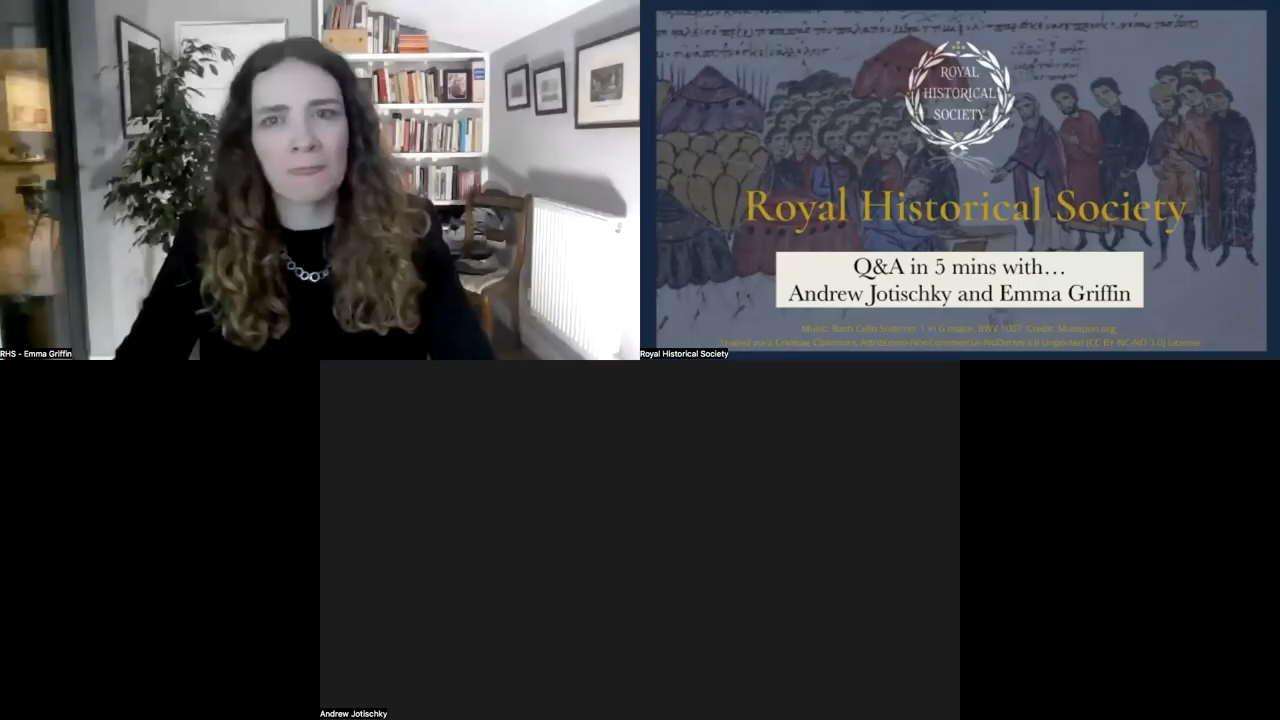 RHS - Emma Griffin
ROYAL
HISTORICAL
SOCIETY
Royal Historical Society
Q&A in 5 mins with…
Andrew Jotischky and Emma Griffin
Music: Bach Cello Suite no. 1 in G major, BWV 1007. Credit: Musopen.org
Shared via a Creative Commons Attribution-NonCommercial-NoDerivs 3.0 Unported (CC BY-NC-ND 3.0) License
Royal Historical Society
Andrew Jotischky